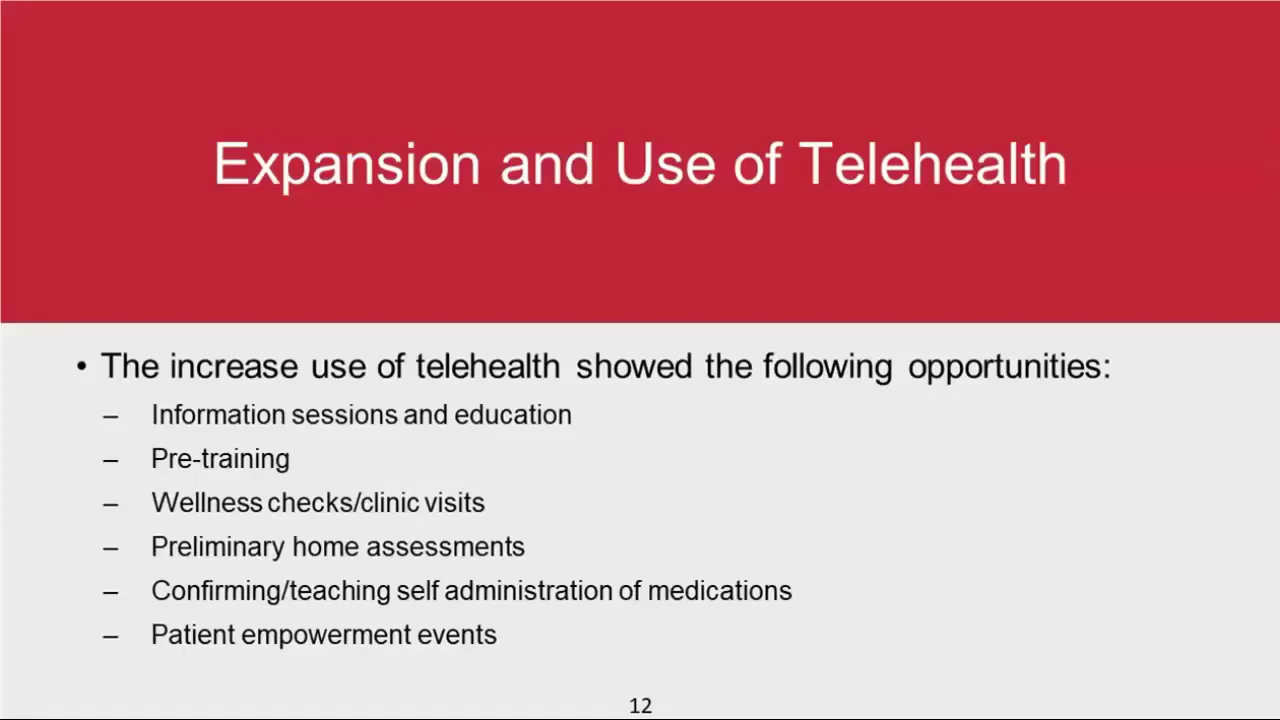 Expansion and Use of Telehealth
• The increase use of telehealth showed the following opportunities:
– Information sessions and education
– Pre-training
– Wellness checks/clinic visits
– Preliminary home assessments
– Confirming/teaching self administration of medications
– Patient empowerment events
12